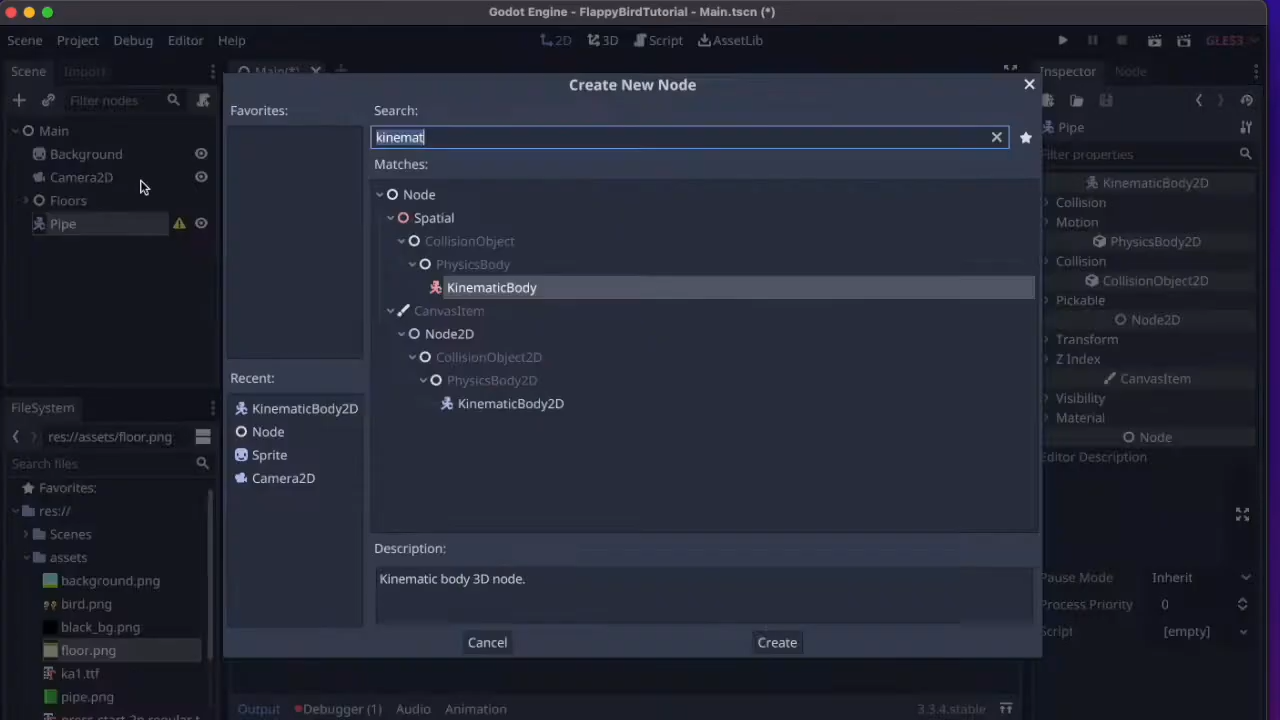 Godot Engine - FlappyBirdTutorial - Main.tscn (*)
Scene Project Debug Editor Help
2D 3D Script AssetLib
GLES3
Scene Import
Main(*)
Inspector Node
Filter nodes
Main
Background
Camera2D
Floors
Pipe
Create New Node
Favorites:
Search:
kinemat
Matches:
Node
Spatial
CollisionObject
PhysicsBody
KinematicBody
CanvasItem
Node2D
CollisionObject2D
PhysicsBody2D
KinematicBody2D
Recent:
KinematicBody2D
Node
Sprite
Camera2D
Description:
Kinematic body 3D node.
Cancel Create
Pipe
Filter properties
KinematicBody2D
Collision
Motion
PhysicsBody2D
Collision
CollisionObject2D
Pickable
Node2D
Transform
Z Index
CanvasItem
Visibility
Material
Node
Editor Description
Pause Mode Inherit
Process Priority 0
Script [empty]
FileSystem
res://assets/floor.png
Search files
Favorites:
res://
Scenes
assets
background.png
bird.png
black_bg.png
floor.png
ka1.ttf
pipe.png
Output Debugger (1) Audio Animation 3.3.4.stable